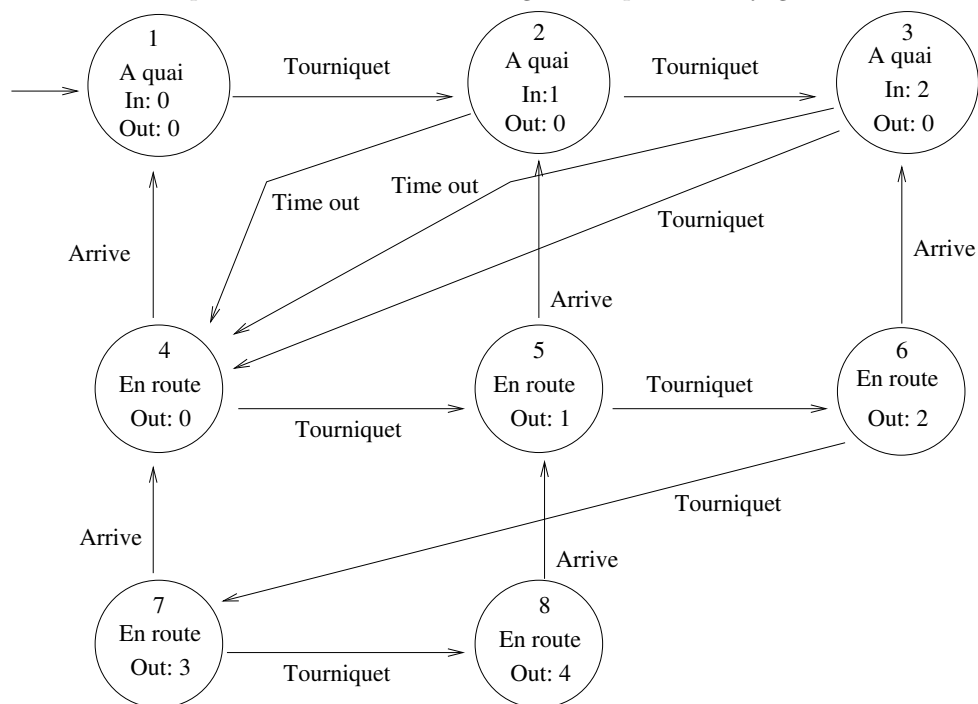 1
A quai
In: 0
Out: 0
Tourniquet
2
A quai
In:1
Out: 0
Tourniquet
3
A quai
In: 2
Out: 0
Time out
Time out
Tourniquet
Arrive
Arrive
Arrive
4
En route
Out: 0
Tourniquet
5
En route
Out: 1
Tourniquet
6
En route
Out: 2
Tourniquet
Arrive
Arrive
7
En route
Out: 3
Tourniquet
8
En route
Out: 4